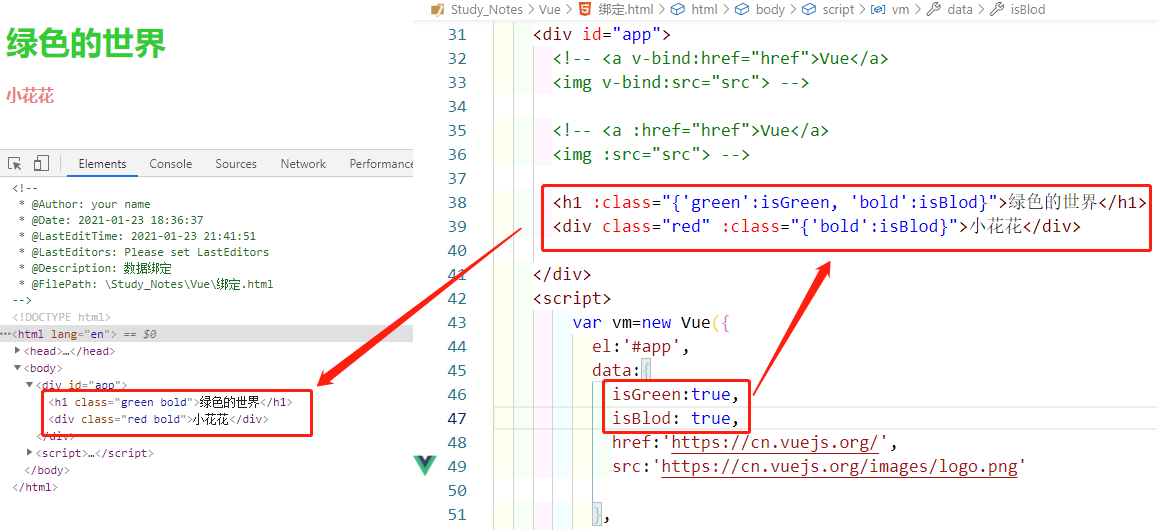 绿色的世界
小花花
Elements Console Sources Network Performance
<!--
* @Author: your name
* @Date: 2021-01-23 18:36:37
* @LastEditTime: 2021-01-23 21:41:51
* @LastEditors: Please set LastEditors
* @Description: 数据绑定
* @FilePath: \Study_Notes\Vue\绑定.html
-->
<!DOCTYPE html>
<html lang="en"> == $0
<head>…</head>
<body>
<div id="app">
<h1 class="green bold">绿色的世界</h1>
<div class="red bold">小花花</div>
</div>
<script>…</script>
</body>
</html>
Study_Notes > Vue > 绑定.html > html > body > script > vm > data > isBlod
31 <div id="app">
32 <!-- <a v-bind:href="href">Vue</a>
33 <img v-bind:src="src"> -->
34
35 <!-- <a :href="href">Vue</a>
36 <img :src="src"> -->
37
38 <h1 :class="{'green':isGreen, 'bold':isBlod}">绿色的世界</h1>
39 <div class="red" :class="{'bold':isBlod}">小花花</div>
40
41 </div>
42 <script>
43 var vm=new Vue({
44 el:'#app',
45 data:{
46 isGreen:true,
47 isBlod: true,
48 href:'https://cn.vuejs.org/',
49 src:'https://cn.vuejs.org/images/logo.png'
50
51 },